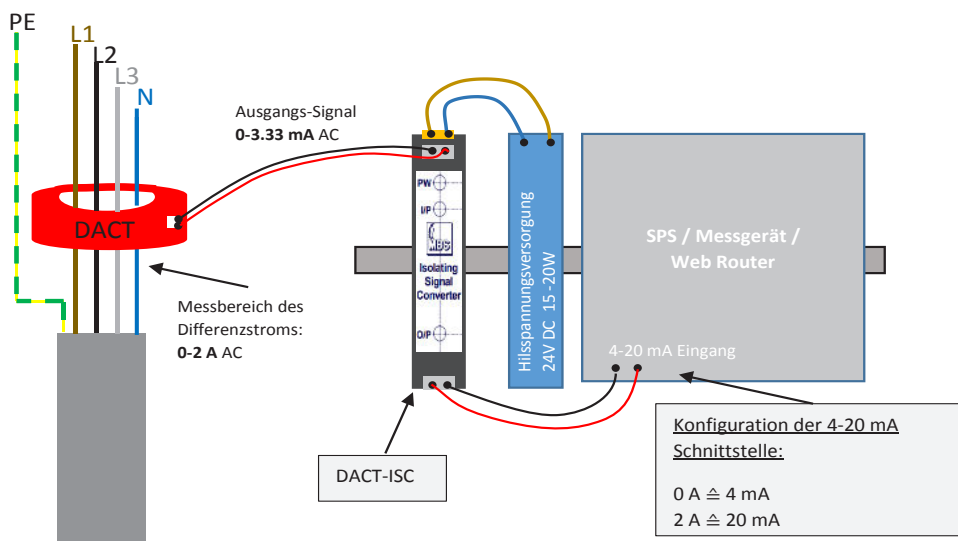 PE
L1
L2
L3
N
DACT
Messbereich des
Differenzstroms:
0-2 A AC
Ausgangs-Signal
0-3.33 mA AC
PW
I/P
MBS
Isolating
Signal
Converter
O/P
DACT-ISC
Hilsspannungsversorgung
24V DC 15 -20W
SPS / Messgerät /
Web Router
4-20 mA Eingang
Konfiguration der 4-20 mA
Schnittstelle:
0 A ≙ 4 mA
2 A ≙ 20 mA